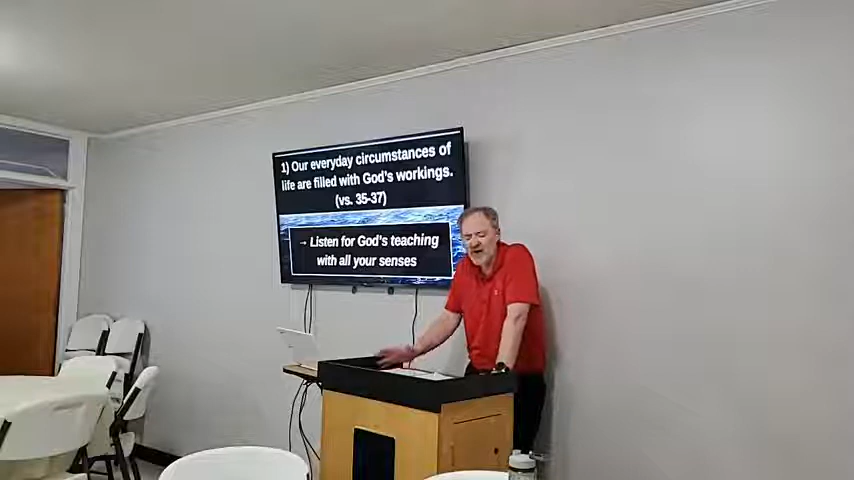 1) Our everyday circumstances of
life are filled with God's workings.
(vs. 35-37)
→ Listen for God's teaching
with all your senses